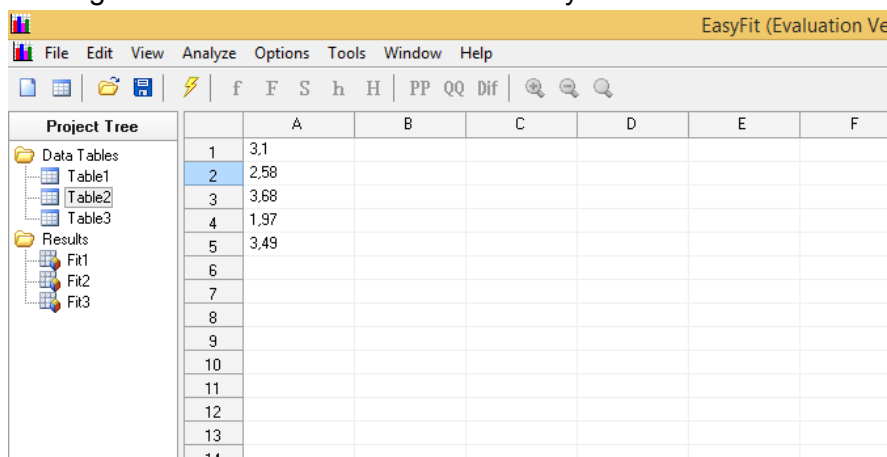 EasyFit (Evaluation Ve
File Edit View Analyze Options Tools Window Help
f F S h H PP QQ Dif
Project Tree
A B C D E F
Data Tables
Table1
Table2
Table3
Results
Fit1
Fit2
Fit3
1 3,1
2 2,58
3 3,68
4 1,97
5 3,49
6
7
8
9
10
11
12
13